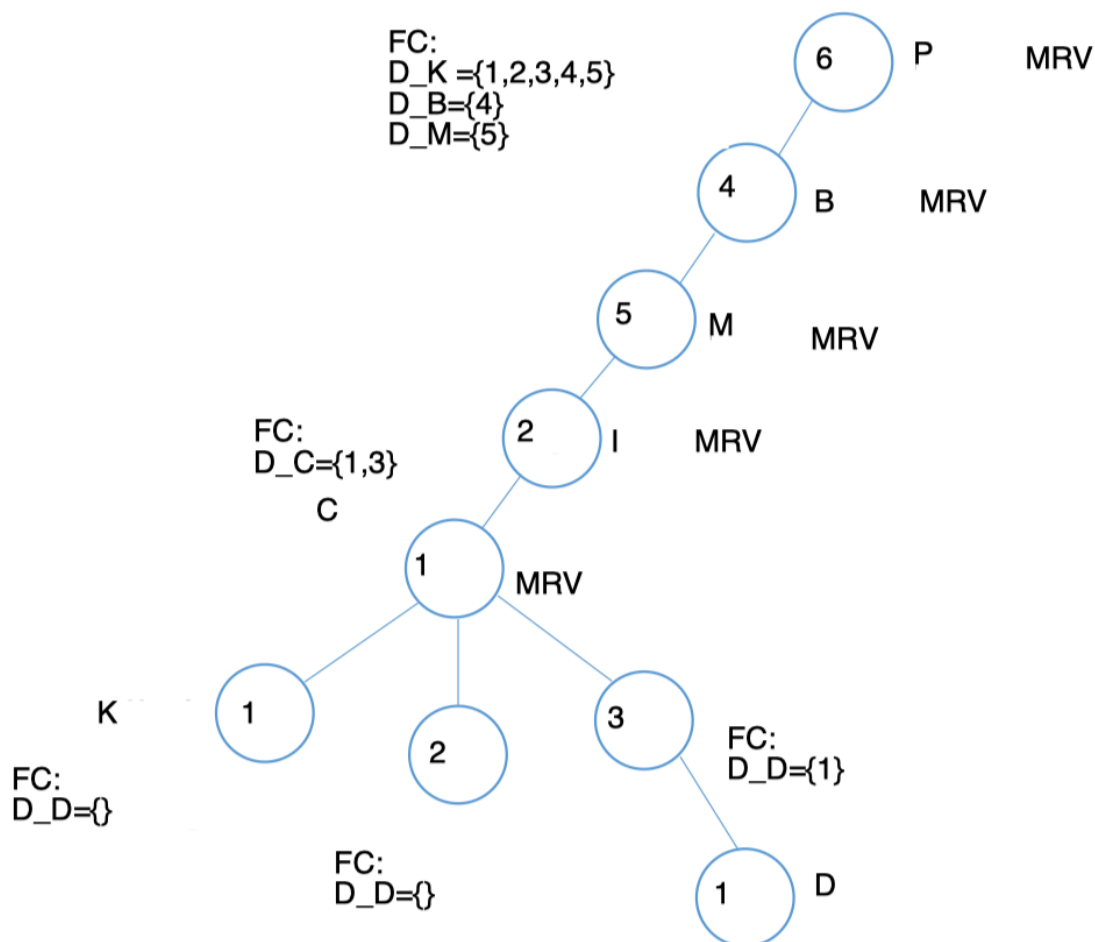 FC:
D_K ={1,2,3,4,5}
D_B={4}
D_M={5}
6
P
MRV
4
B
MRV
5
M
MRV
2
I
MRV
FC:
D_C={1,3}
C
1
MRV
K
1
2
3
FC:
D_D={}
FC:
D_D={1}
FC:
D_D={}
1
D